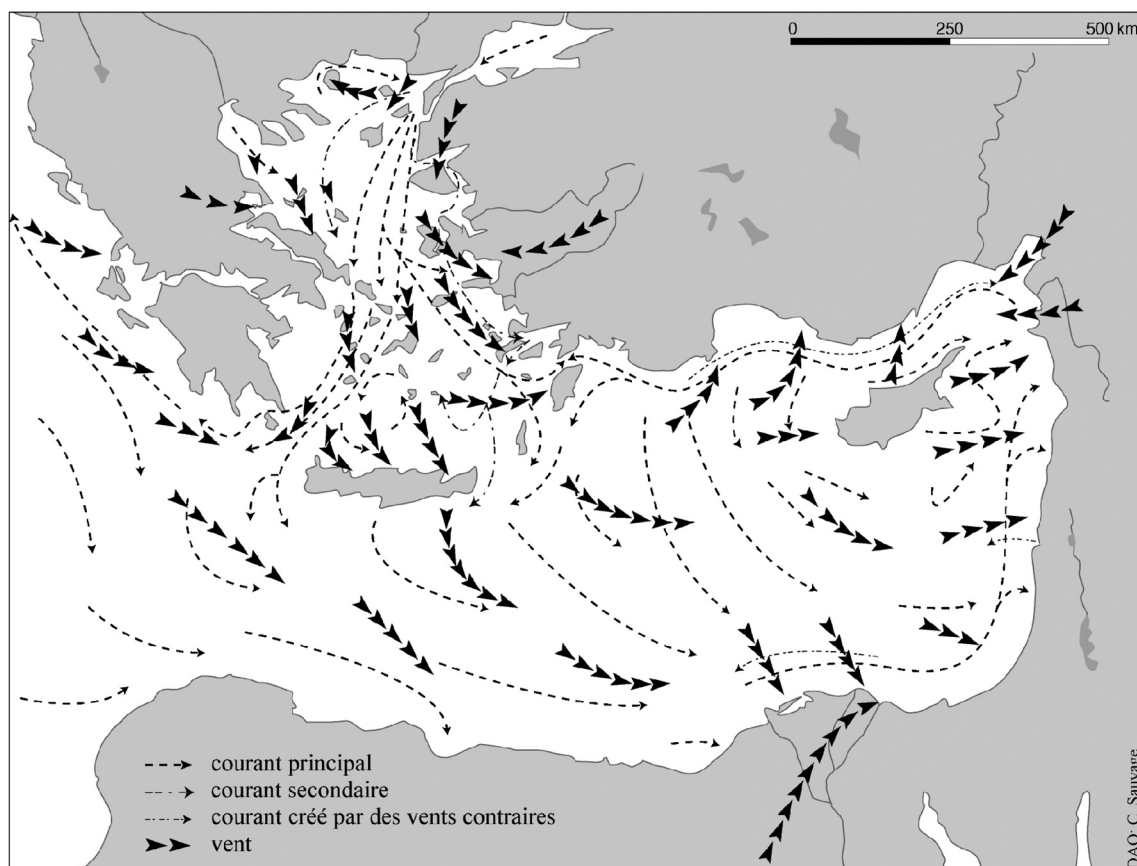 0 250 500 km
courant principal
courant secondaire
courant créé par des vents contraires
vent
DAO: C. Sauvage